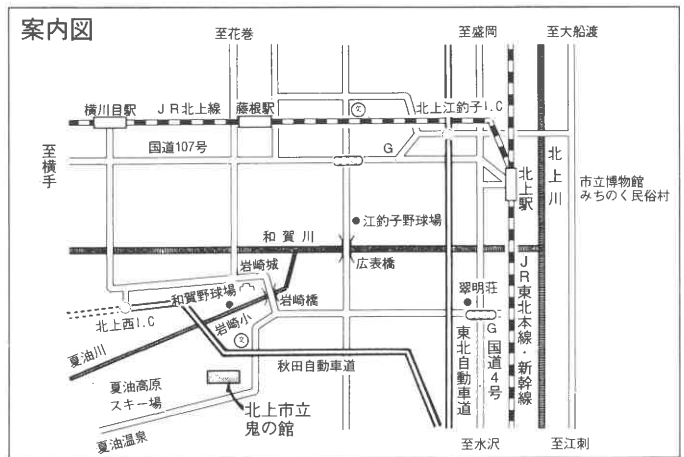 案内図
至花巻
至盛岡
至大船渡
横川目駅
JR北上線
藤根駅
北上江釣子I.C
至横手
国道107号
G
北上駅
北上川
市立博物館
みちのく民俗村
江釣子野球場
和賀川
広表橋
岩崎城
和賀野球場
岩崎橋
翠明荘
北上西I.C
岩崎小
G
国道4号
東北自動車道
JR東北本線・新幹線
夏油川
秋田自動車道
夏油高原
スキー場
北上市立
鬼の館
夏油温泉
至水沢
至江刺